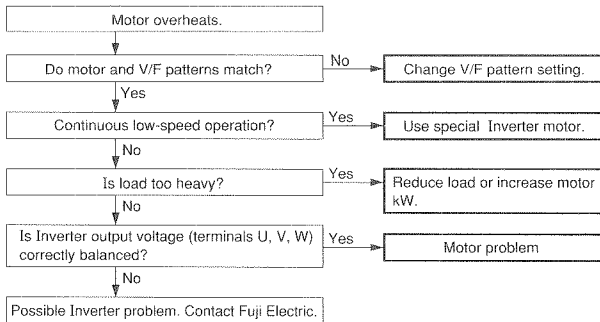 Motor overheats.
Do motor and V/F patterns match?
No
Change V/F pattern setting.
Yes
Continuous low-speed operation?
Yes
Use special Inverter motor.
No
Is load too heavy?
Yes
Reduce load or increase motor
kW.
No
Is Inverter output voltage (terminals U, V, W)
correctly balanced?
Yes
Motor problem
No
Possible Inverter problem. Contact Fuji Electric.